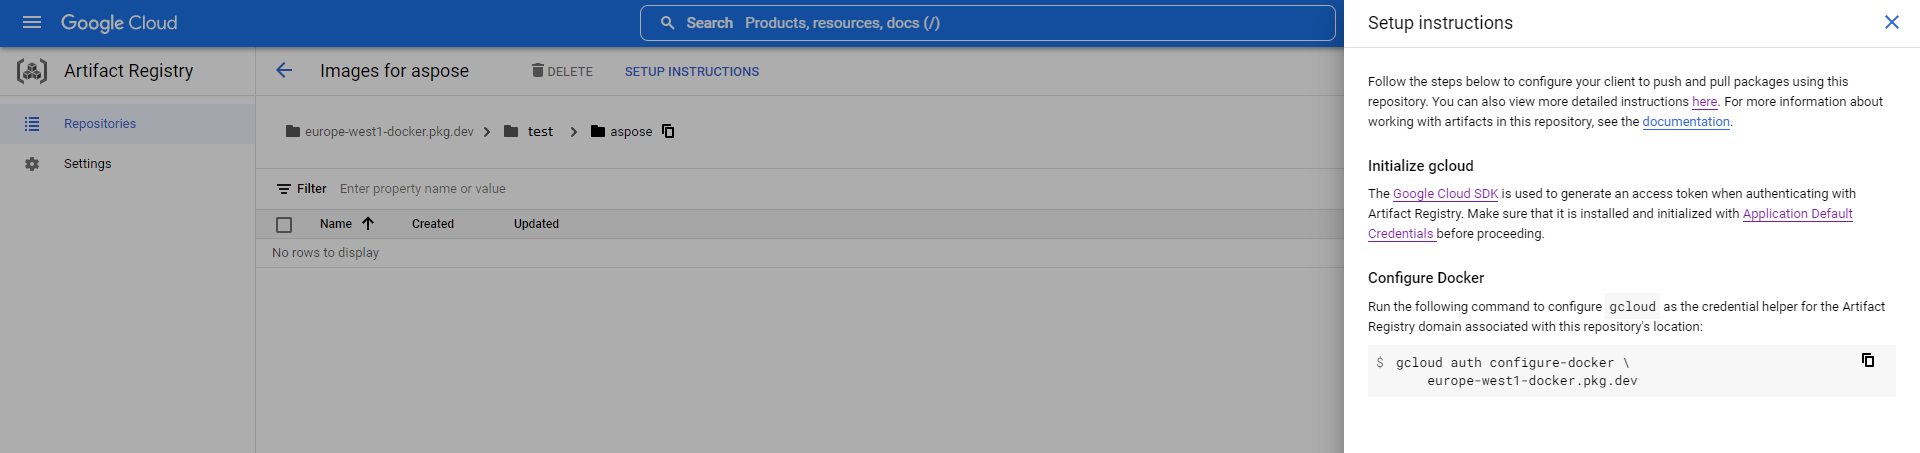 Google Cloud
Search Products, resources, docs (/)
Setup instructions
Artifact Registry
Images for aspose
DELETE
SETUP INSTRUCTIONS
Repositories
Settings
europe-west1-docker.pkg.dev
test
aspose
Filter Enter property name or value
Name Created Updated
No rows to display
Follow the steps below to configure your client to push and pull packages using this
repository. You can also view more detailed instructions here. For more information about
working with artifacts in this repository, see the documentation.
Initialize gcloud
The Google Cloud SDK is used to generate an access token when authenticating with
Artifact Registry. Make sure that it is installed and initialized with Application Default
Credentials before proceeding.
Configure Docker
Run the following command to configure gcloud as the credential helper for the Artifact
Registry domain associated with this repository's location:
$ gcloud auth configure-docker \
europe-west1-docker.pkg.dev